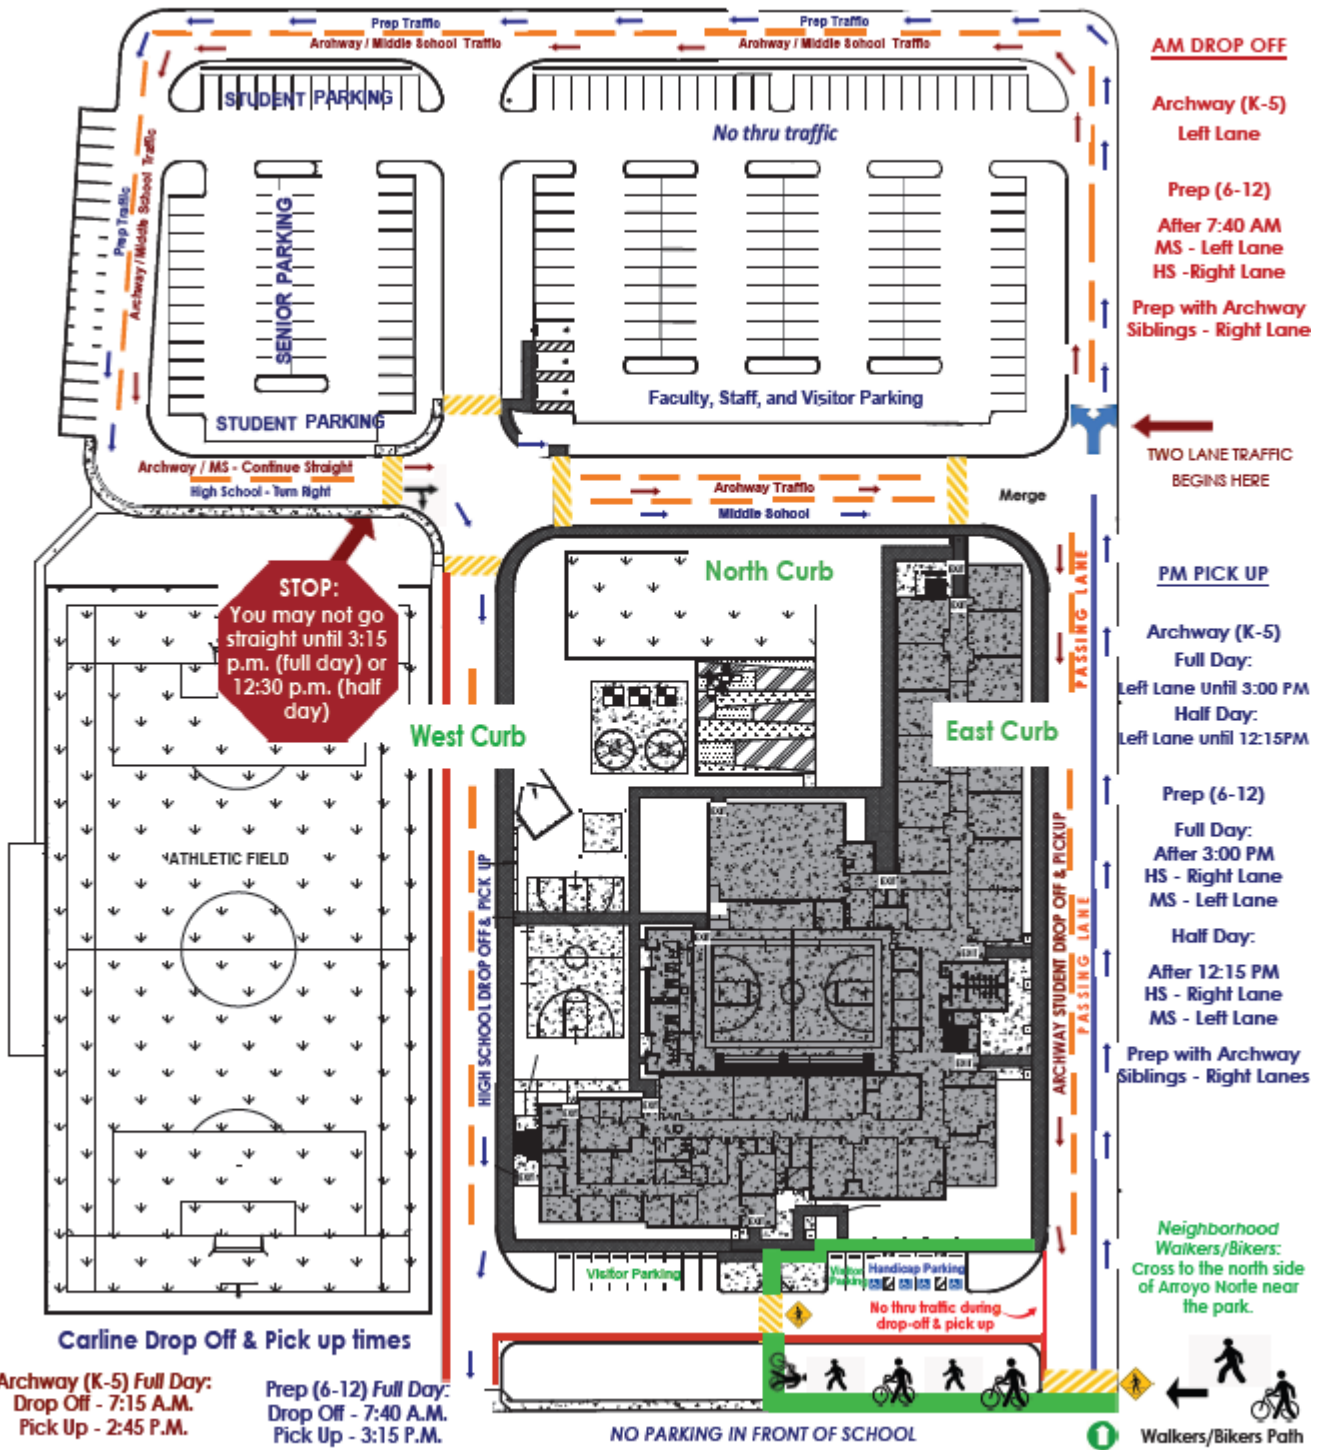 Prep Traffic
Prep Traffic
Archway / Middle School Traffic
Archway / Middle School Traffic
AM DROP OFF
Archway (K-5)
Left Lane
Prep (6-12)
After 7:40 AM
MS - Left Lane
HS -Right Lane
Prep with Archway
Siblings - Right Lane
STUDENT PARKING
No thru traffic
Prep Traffic
Archway / Middle School Traffic
SENIOR PARKING
STUDENT PARKING
Faculty, Staff, and Visitor Parking
TWO LANE TRAFFIC
BEGINS HERE
Archway / MS - Continue Straight
High School - Turn Right
Archway Traffic
Middle School
Merge
STOP:
You may not go
straight until 3:15
p.m. (full day) or
12:30 p.m. (half
day)
North Curb
West Curb
East Curb
EXIT
EXIT
EXIT
EXIT
EXIT
EXIT
EXIT
EXIT
EXIT
EXIT
PASSING LANE
PASSING LANE
ARCHWAY STUDENT DROP OFF & PICKUP
HIGH SCHOOL DROP OFF & PICK UP
ATHLETIC FIELD
PM PICK UP
Archway (K-5)
Full Day:
Left Lane Until 3:00 PM
Half Day:
Left Lane until 12:15PM
Prep (6-12)
Full Day:
After 3:00 PM
HS - Right Lane
MS - Left Lane
Half Day:
After 12:15 PM
HS - Right Lane
MS - Left Lane
Prep with Archway
Siblings - Right Lanes
Neighborhood
Walkers/Bikers:
Cross to the north side
of Arroyo Norte near
the park.
Visitor Parking
Visitor
Parking
Handicap Parking
No thru traffic during
drop-off & pick up
Carline Drop Off & Pick up times
Archway (K-5) Full Day:
Drop Off - 7:15 A.M.
Pick Up - 2:45 P.M.
Prep (6-12) Full Day:
Drop Off - 7:40 A.M.
Pick Up - 3:15 P.M.
NO PARKING IN FRONT OF SCHOOL
Walkers/Bikers Path